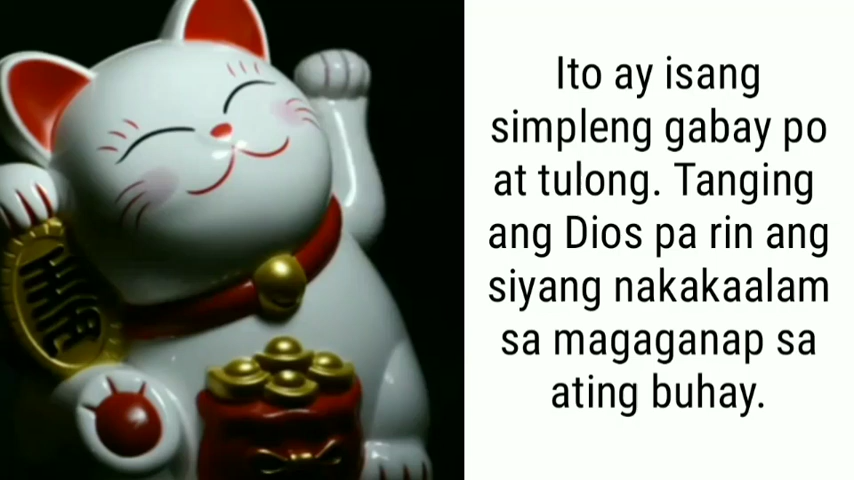 Ito ay isang
simpleng gabay po
at tulong. Tanging
ang Dios pa rin ang
siyang nakakaalam
sa magaganap sa
ating buhay.